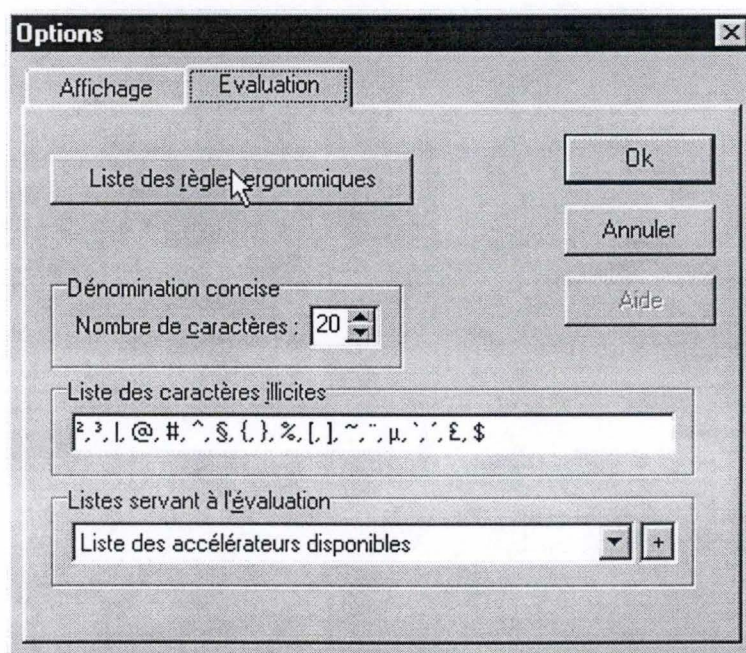 Options
Affichage
Evaluation
Liste des règles ergonomiques
Ok
Annuler
Aide
Dénomination concise
Nombre de caractères : 20
Liste des caractères illicites
², ³, |, @, #, ^, §, {, }, %, [, ], ~, ¨, µ, `, ´, £, $
Listes servant à l'évaluation
Liste des accélérateurs disponibles
+